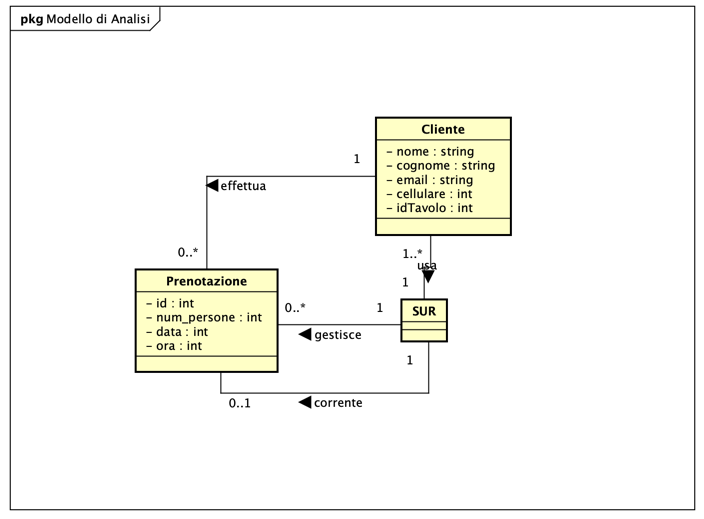 pkg Modello di Analisi
Cliente
- nome : string
- cognome : string
- email : string
- cellulare : int
- idTavolo : int
1
effettua
0..*
1..*
usa
1
Prenotazione
- id : int
- num_persone : int
- data : int
- ora : int
0..*
1
SUR
gestisce
1
0..1
corrente